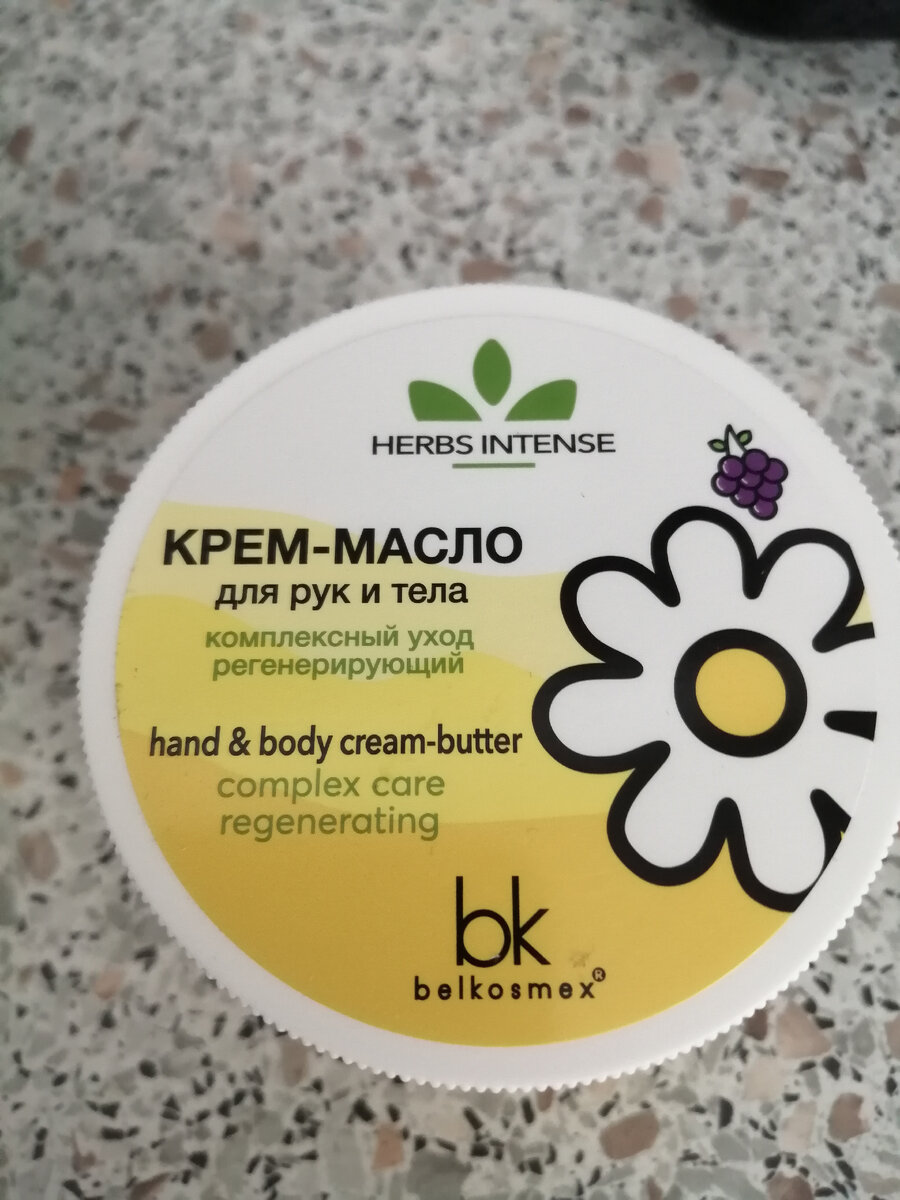 HERBS INTENSE
КРЕМ-МАСЛО
для рук и тела
комплексный уход
регенерирующий
hand & body cream-butter
complex care
regenerating
bk
belkosmex®